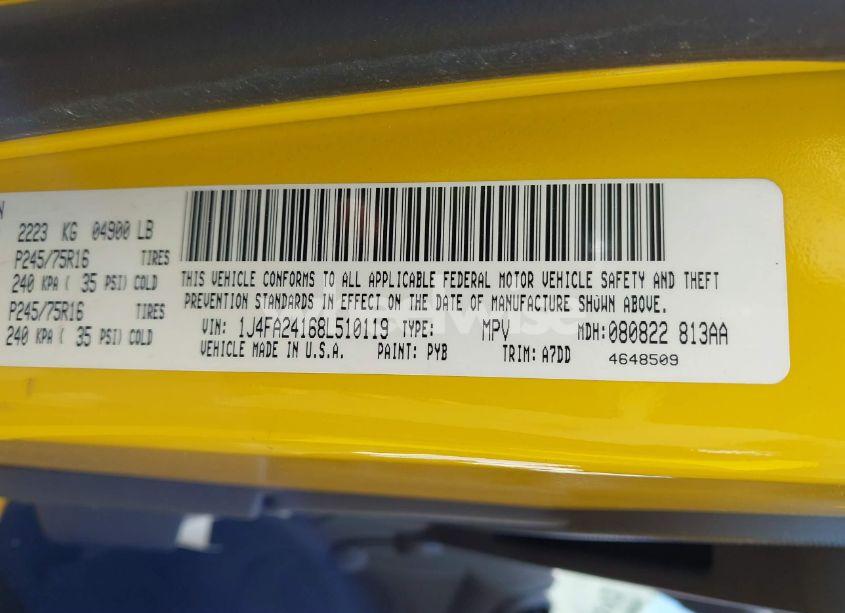 2223 KG 04900 LB
P245/75R16 TIRES
240 KPA ( 35 PSI) COLD
P245/75R16 TIRES
240 KPA ( 35 PSI) COLD
THIS VEHICLE CONFORMS TO ALL APPLICABLE FEDERAL MOTOR VEHICLE SAFETY AND THEFT
PREVENTION STANDARDS IN EFFECT ON THE DATE OF MANUFACTURE SHOWN ABOVE.
VIN: 1J4FA24168L510119 TYPE: MPV MDH:080822 813AA
VEHICLE MADE IN U.S.A. PAINT: PYB TRIM: A7DD 4648509